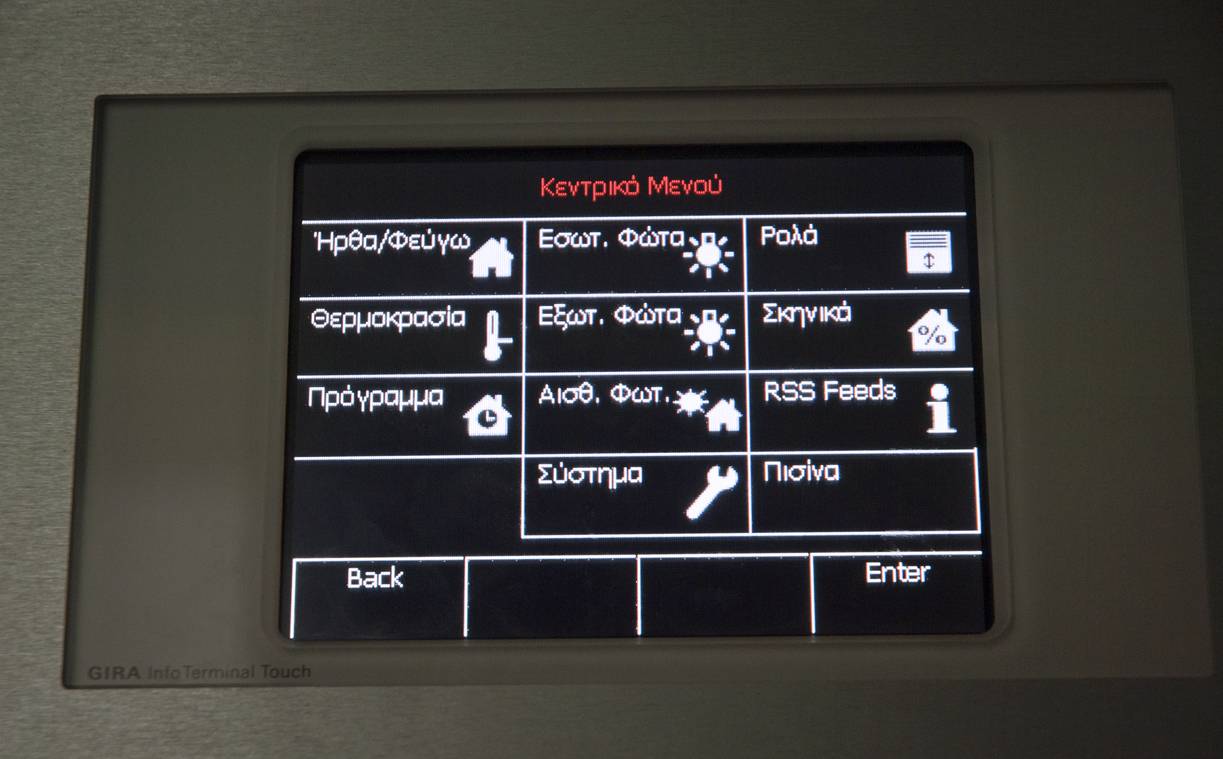 Κεντρικό Μενού
Ήρθα/Φεύγω
Εσωτ. Φώτα
Ρολά
Θερμοκρασία
Εξωτ. Φώτα
Σκηνικά
%
Πρόγραμμα
Αισθ. Φωτ.
RSS Feeds
Σύστημα
Πισίνα
Back
Enter
GIRA InfoTerminal Touch